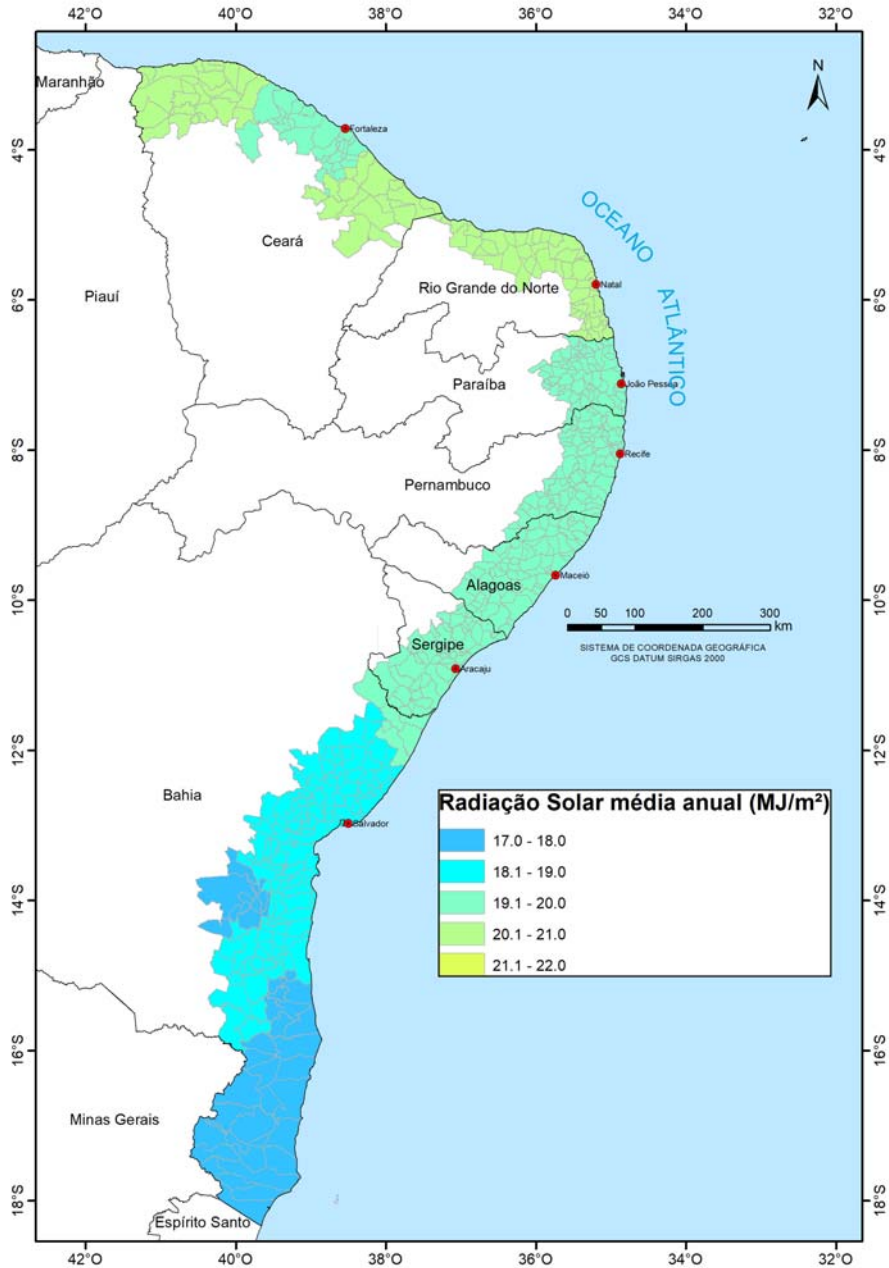 42°O 40°O 38°O 36°O 34°O 32°O
N
Maranhão
Fortaleza
4°S 4°S
OCEANO ATLÂNTICO
Ceará
Piauí
Rio Grande do Norte
Natal
6°S 6°S
Paraíba
João Pessoa
8°S 8°S
Recife
Pernambuco
Alagoas
Maceió
10°S 10°S
0 50 100 200 300
km
SISTEMA DE COORDENADA GEOGRÁFICA
GCS DATUM SIRGAS 2000
Sergipe
Aracaju
12°S 12°S
Bahia
Salvador
Radiação Solar média anual (MJ/m²)
17.0 - 18.0
18.1 - 19.0
19.1 - 20.0
20.1 - 21.0
21.1 - 22.0
14°S 14°S
16°S 16°S
Minas Gerais
18°S 18°S
Espírito Santo
42°O 40°O 38°O 36°O 34°O 32°O